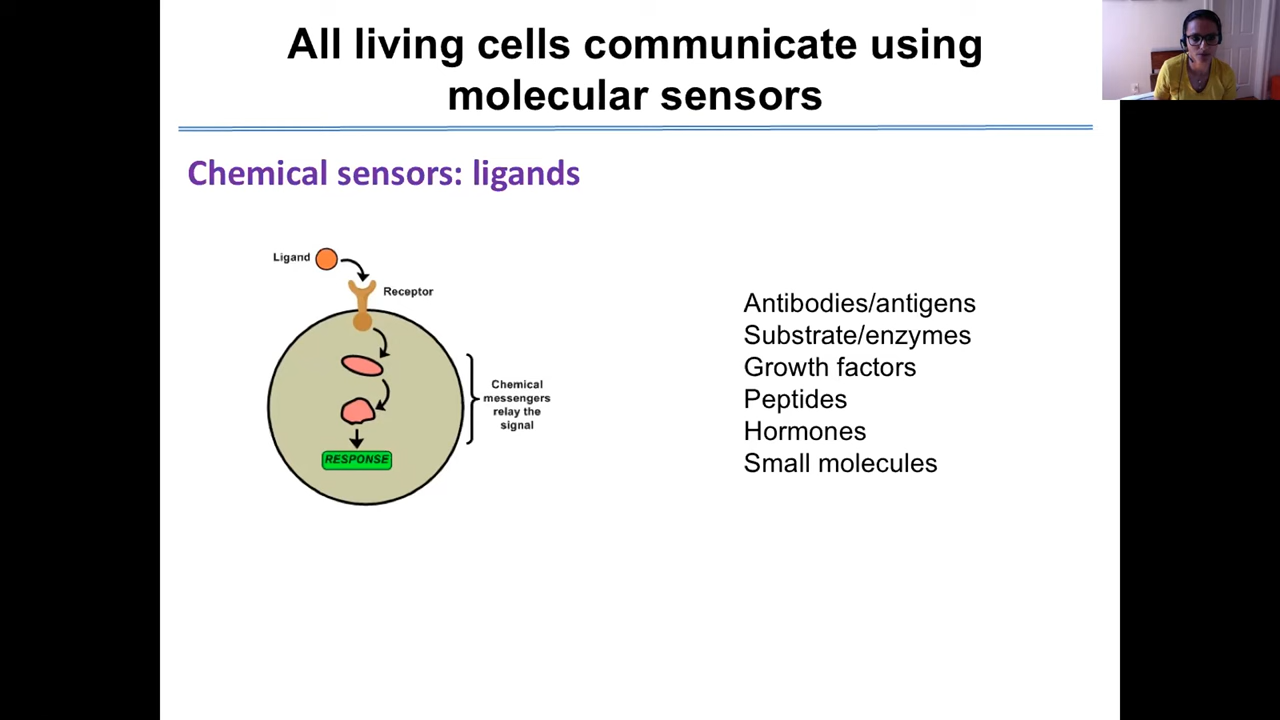 All living cells communicate using
molecular sensors
Chemical sensors: ligands
Ligand
Receptor
Chemical
messengers
relay the
signal
RESPONSE
Antibodies/antigens
Substrate/enzymes
Growth factors
Peptides
Hormones
Small molecules